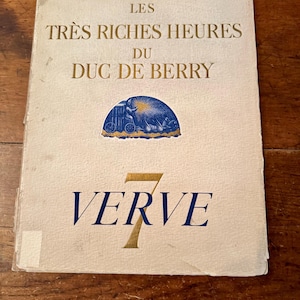 LES
TRÈS RICHES HEURES
DU
DUC DE BERRY
7
VERVE